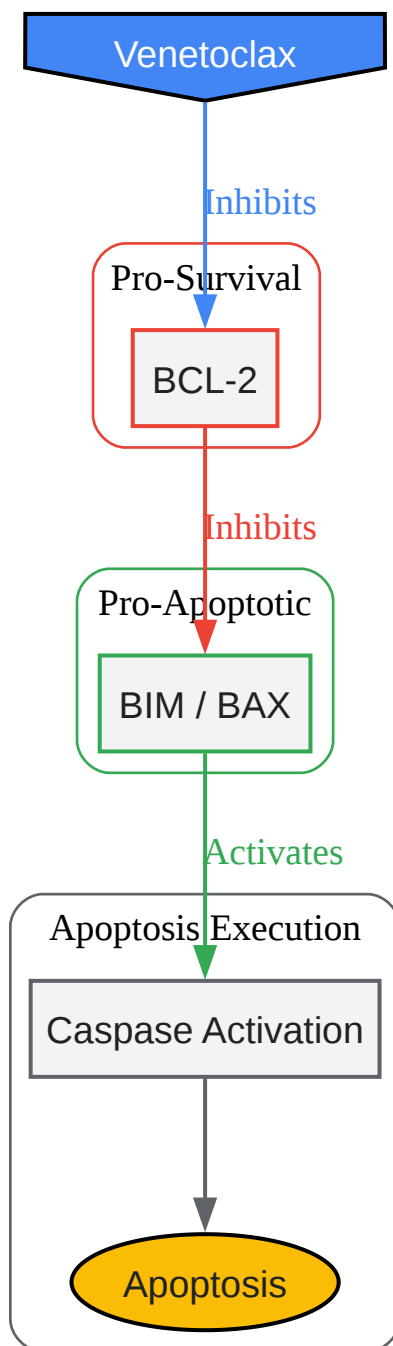 Venetoclax
Inhibits
Pro-Survival
BCL-2
Inhibits
Pro-Apoptotic
BIM / BAX
Activates
Apoptosis Execution
Caspase Activation
Apoptosis